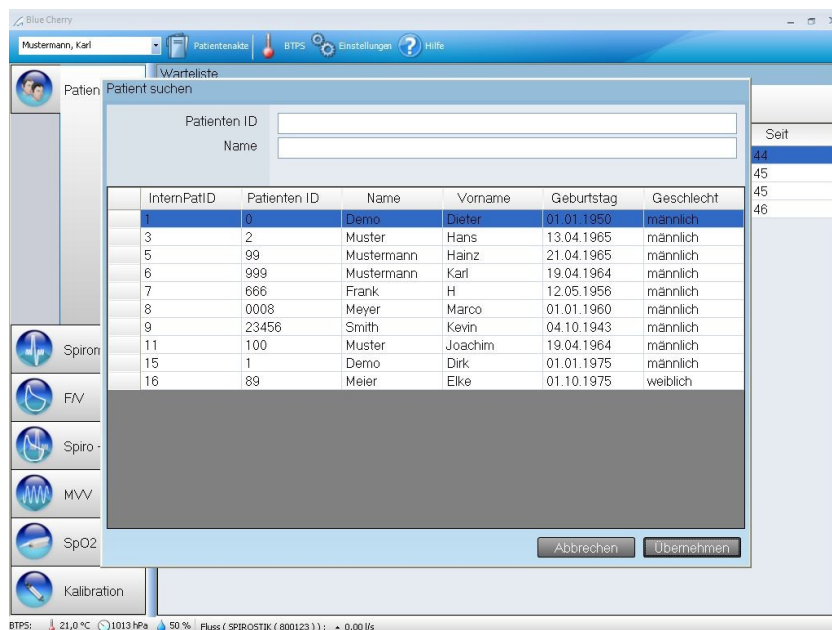 Blue Cherry
Mustermann, Karl Patientenakte BTPS Einstellungen ? Hilfe
Warteliste
Patien
Patient suchen
Patienten ID
Name
Seit
44
45
45
46
InternPatID Patienten ID Name Vorname Geburtstag Geschlecht
1 0 Demo Dieter 01.01.1950 männlich
3 2 Muster Hans 13.04.1965 männlich
5 99 Mustermann Hainz 21.04.1965 männlich
6 999 Mustermann Karl 19.04.1964 männlich
7 666 Frank H 12.05.1956 männlich
8 0008 Meyer Marco 01.01.1960 männlich
9 23456 Smith Kevin 04.10.1943 männlich
11 100 Muster Joachim 19.04.1964 männlich
15 1 Demo Dirk 01.01.1975 männlich
16 89 Meier Elke 01.10.1975 weiblich
Spirom
F/V
Spiro -
MVV
SpO2
Kalibration
Abbrechen Übernehmen
BTPS: 21,0 °C 1013 hPa 50 % Fluss ( SPIROSTIK ( 800123 ) ) : 0.00 l/s